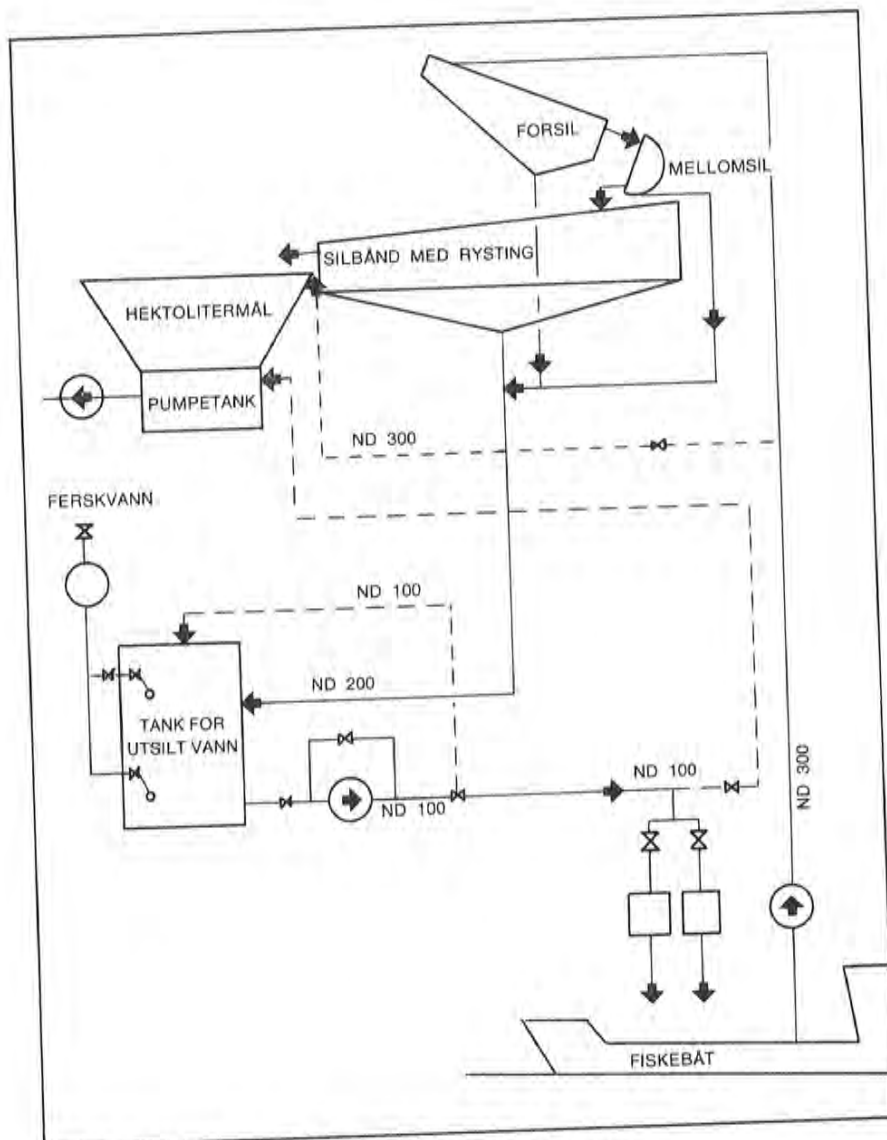 FORSIL
MELLOMSIL
SILBÅND MED RYSTING
HEKTOLITERMÅL
PUMPETANK
ND 300
FERSKVANN
ND 100
ND 200
TANK FOR
UTSILT VANN
ND 100
ND 100
ND 300
FISKEBÅT